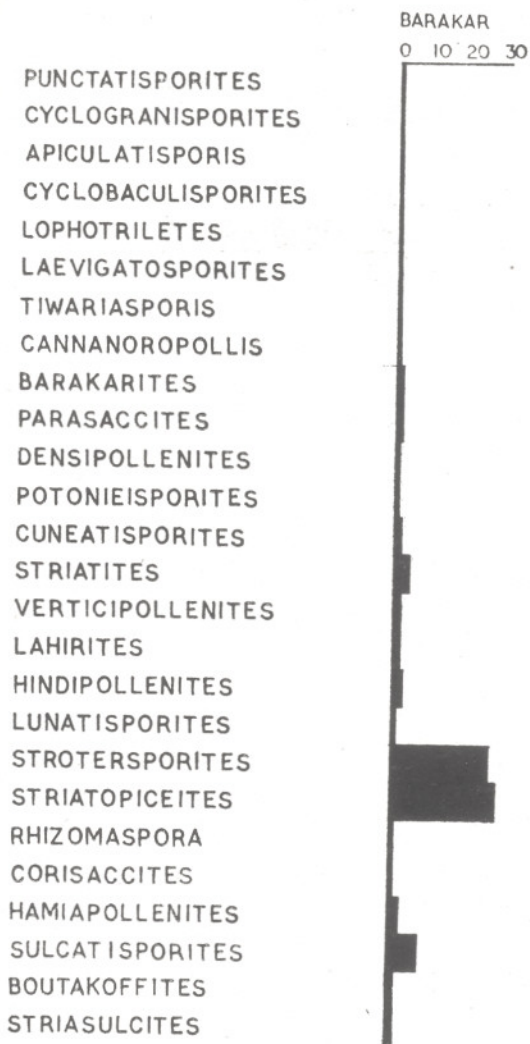 BARAKAR
0 10 20 30
PUNCTATISPORITES
CYCLOGRANISPORITES
APICULATISPORIS
CYCLOBACULISPORITES
LOPHOTRILETES
LAEVIGATOSPORITES
TIWARIASPORIS
CANNANOROPOLLIS
BARAKARITES
PARASACCITES
DENSIPOLLENITES
POTONIEISPORITES
CUNEATISPORITES
STRIATITES
VERTICIPOLLENITES
LAHIRITES
HINDIPOLLENITES
LUNATISPORITES
STROTERSPORITES
STRIATOPICEITES
RHIZOMASPORA
CORISACCITES
HAMIAPOLLENITES
SULCATISPORITES
BOUTAKOFFITES
STRIASULCITES